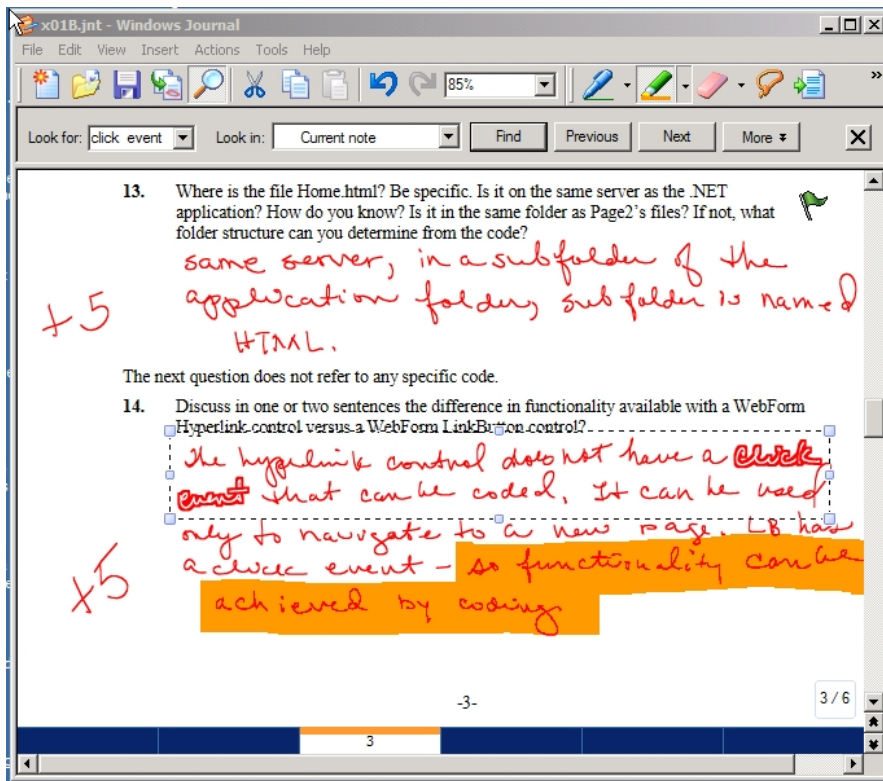 x01B.jnt - Windows Journal
File Edit View Insert Actions Tools Help
85%
Look for: click event Look in: Current note Find Previous Next More
13. Where is the file Home.html? Be specific. Is it on the same server as the .NET
application? How do you know? Is it in the same folder as Page2's files? If not, what
folder structure can you determine from the code?
same server, in a subfolder of the
+5 application folder, subfolder is named
HTML.
The next question does not refer to any specific code.
14. Discuss in one or two sentences the difference in functionality available with a WebForm
Hyperlink control versus a WebForm LinkButton control?
The hyperlink control does not have a click
event that can be coded. It can be used
only to navigate to a new page. LB has
+5 a click event - so functionality can be
achieved by coding.
-3-
3 / 6
3